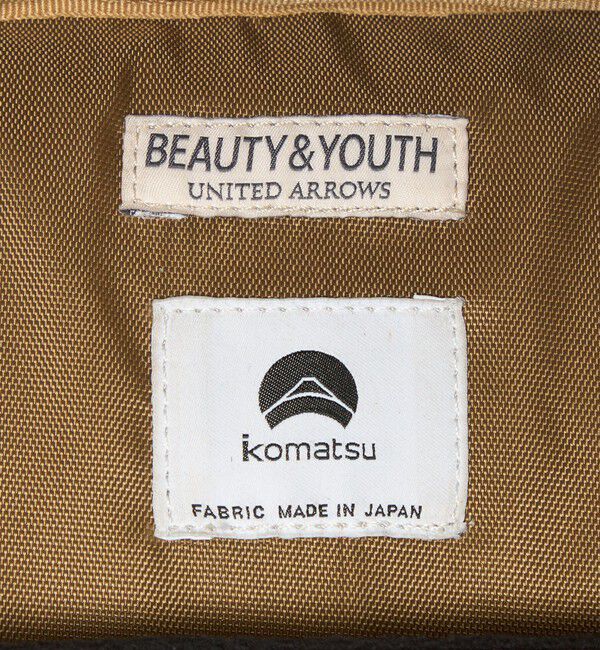 BEAUTY&YOUTH
UNITED ARROWS
komatsu
FABRIC MADE IN JAPAN